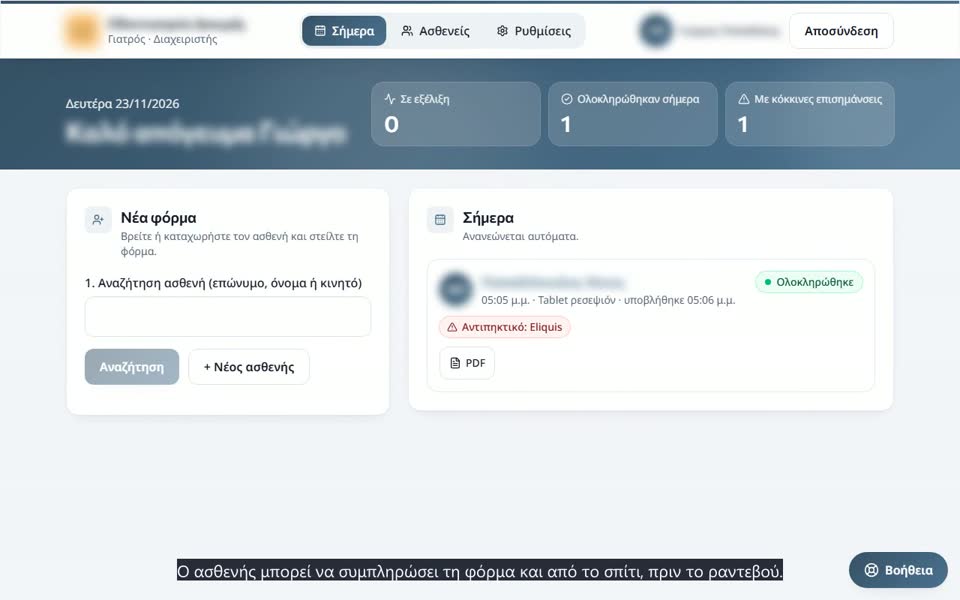 Γιατρός · Διαχειριστής
Σήμερα
Ασθενείς
Ρυθμίσεις
Αποσύνδεση
Δευτέρα 23/11/2026
Σε εξέλιξη
0
Ολοκληρώθηκαν σήμερα
1
Με κόκκινες επισημάνσεις
1
Νέα φόρμα
Βρείτε ή καταχωρήστε τον ασθενή και στείλτε τη
φόρμα.
1. Αναζήτηση ασθενή (επώνυμο, όνομα ή κινητό)
Αναζήτηση
+ Νέος ασθενής
Σήμερα
Ανανεώνεται αυτόματα.
Ολοκληρώθηκε
05:05 μ.μ. · Tablet ρεσεψιόν · υποβλήθηκε 05:06 μ.μ.
Αντιπηκτικό: Eliquis
PDF
Ο ασθενής μπορεί να συμπληρώσει τη φόρμα και από το σπίτι, πριν το ραντεβού.
Βοήθεια